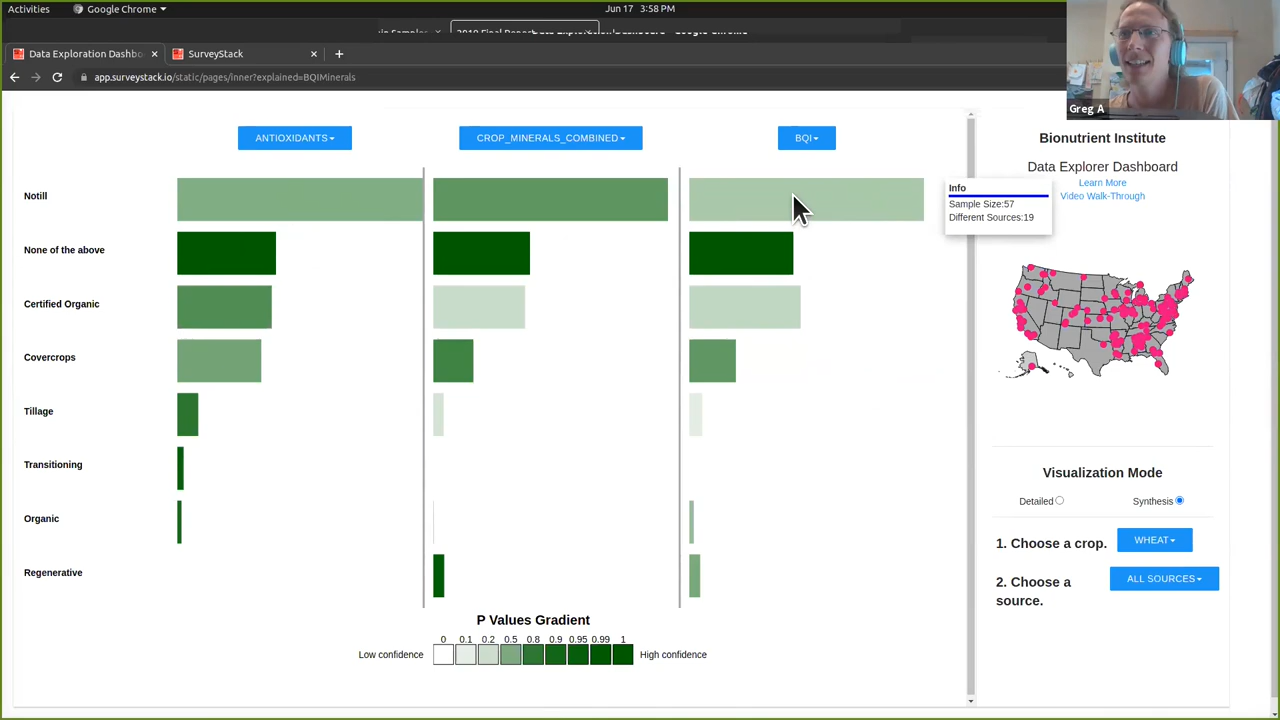 Activities
Google Chrome
Jun 17 3:58 PM
Data Exploration Dashbo
SurveyStack
app.surveystack.io/static/pages/inner?explained=BQIMinerals
Greg A
ANTIOXIDANTS
CROP_MINERALS_COMBINED
BQI
Notill
None of the above
Certified Organic
Covercrops
Tillage
Transitioning
Organic
Regenerative
P Values Gradient
0 0.1 0.2 0.5 0.8 0.9 0.95 0.99 1
Low confidence
High confidence
Info
Sample Size:57
Different Sources:19
Bionutrient Institute
Data Explorer Dashboard
Learn More
Video Walk-Through
Visualization Mode
Detailed
Synthesis
1. Choose a crop.
WHEAT
2. Choose a
source.
ALL SOURCES